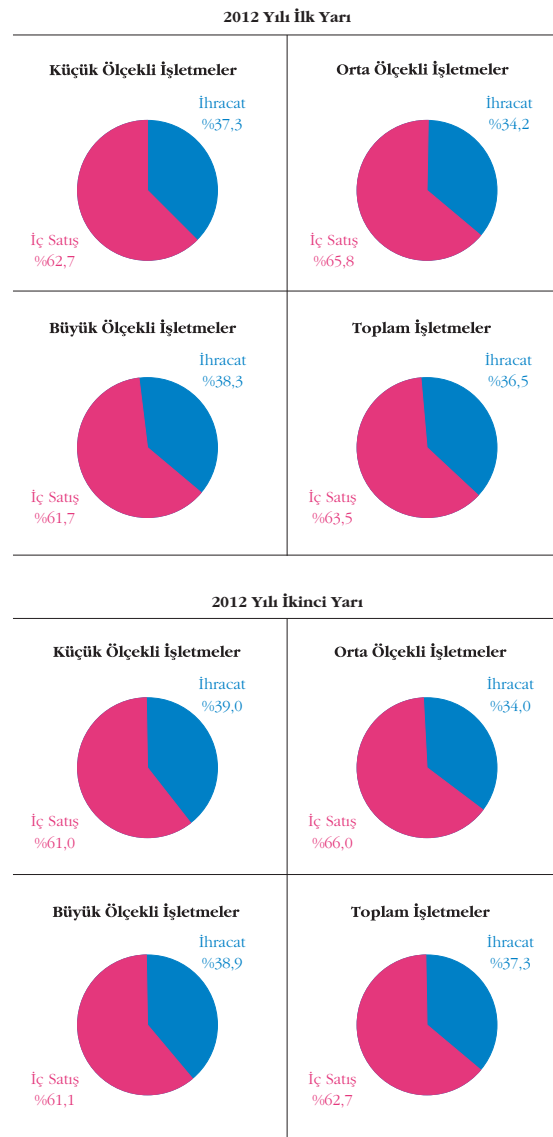 2012 Yılı İlk Yarı
Küçük Ölçekli İşletmeler
İhracat
%37,3
İç Satış
%62,7
Orta Ölçekli İşletmeler
İhracat
%34,2
İç Satış
%65,8
Büyük Ölçekli İşletmeler
İhracat
%38,3
İç Satış
%61,7
Toplam İşletmeler
İhracat
%36,5
İç Satış
%63,5
2012 Yılı İkinci Yarı
Küçük Ölçekli İşletmeler
İhracat
%39,0
İç Satış
%61,0
Orta Ölçekli İşletmeler
İhracat
%34,0
İç Satış
%66,0
Büyük Ölçekli İşletmeler
İhracat
%38,9
İç Satış
%61,1
Toplam İşletmeler
İhracat
%37,3
İç Satış
%62,7